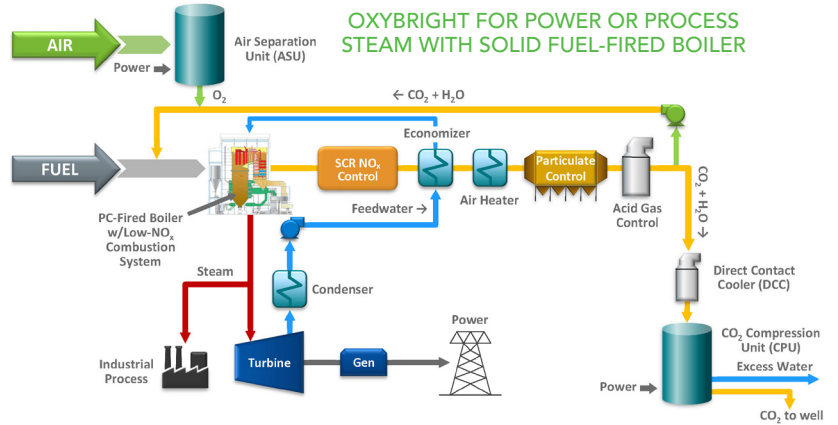 OXYBRIGHT FOR POWER OR PROCESS
STEAM WITH SOLID FUEL-FIRED BOILER
AIR
Power
Air Separation
Unit (ASU)
O₂
← CO₂ + H₂O
FUEL
PC-Fired Boiler
w/Low-NOₓ
Combustion
System
SCR NOₓ
Control
Economizer
Feedwater →
Air Heater
Particulate
Control
Acid Gas
Control
CO₂ + H₂O →
Direct Contact
Cooler (DCC)
Steam
Condenser
Industrial
Process
Turbine
Gen
Power
CO₂ Compression
Unit (CPU)
Power
Excess Water
CO₂ to well